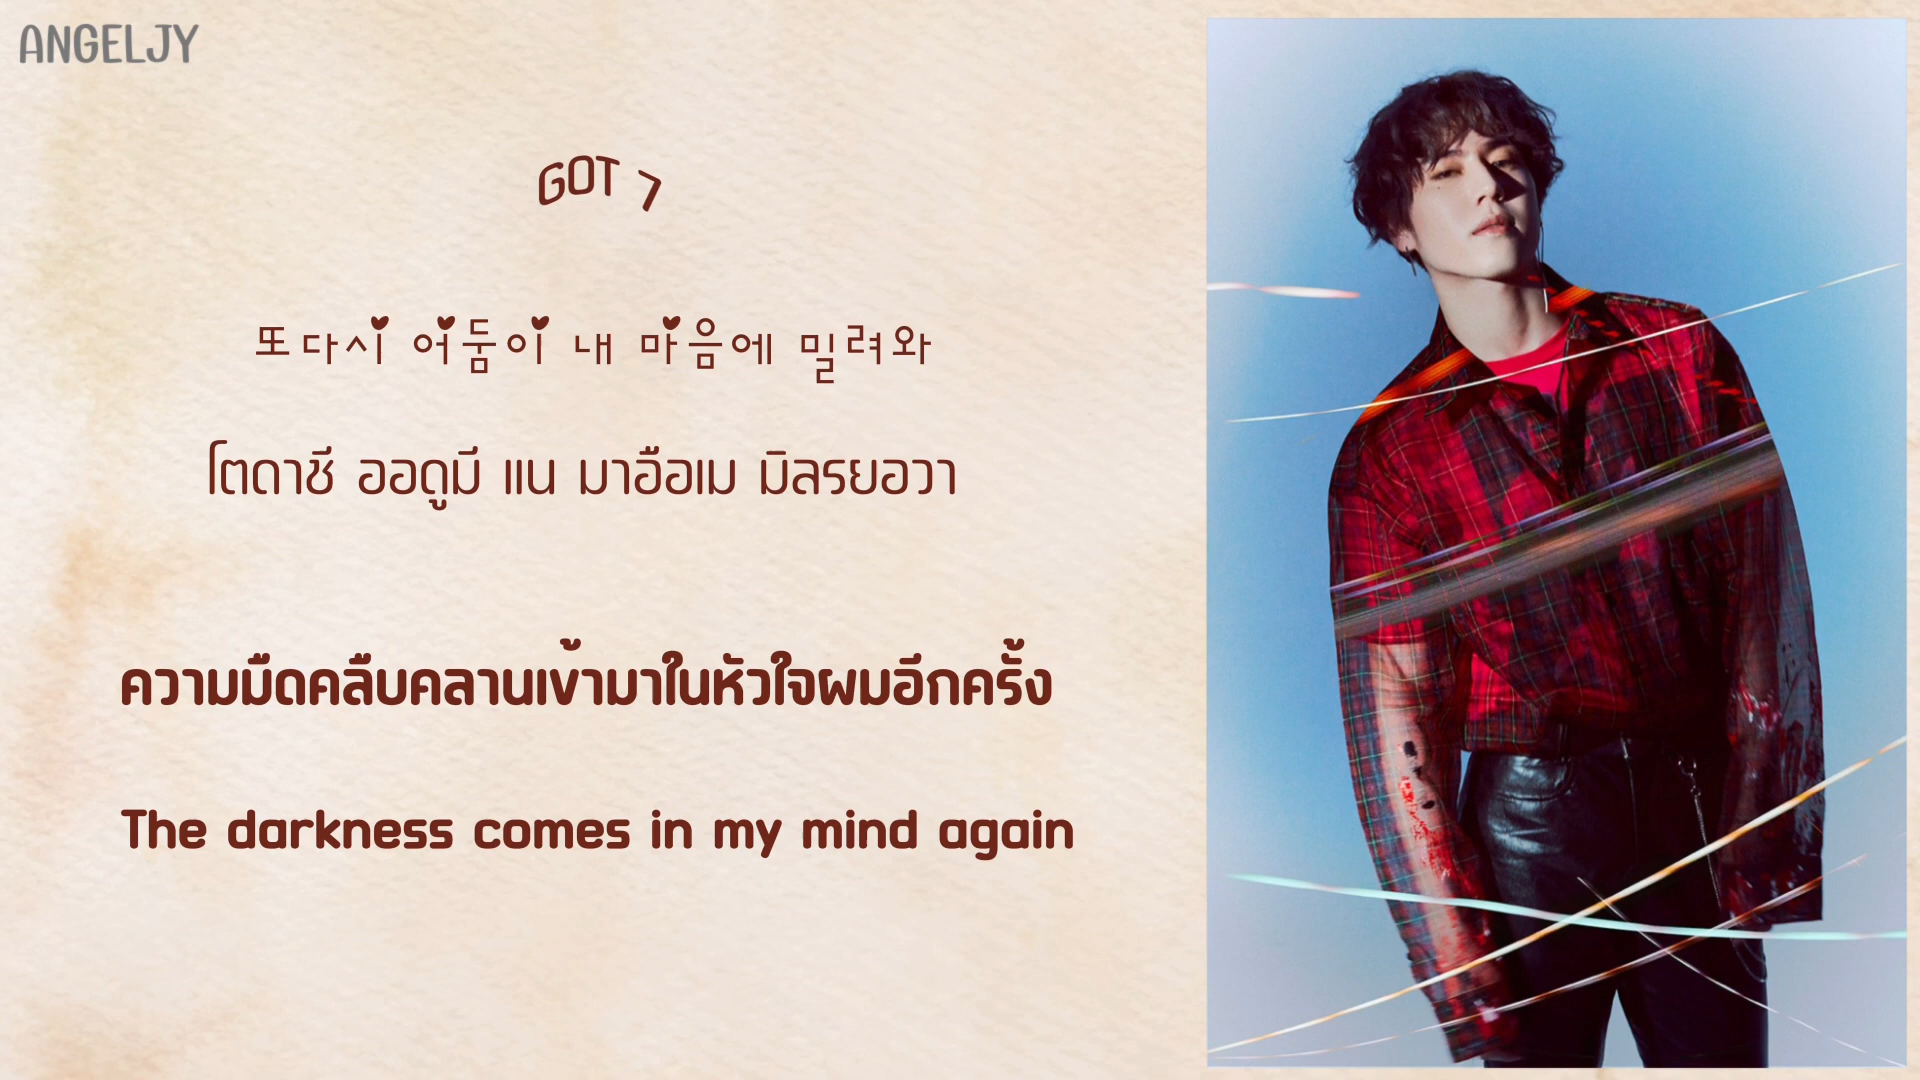 ANGELJY
GOT 7
또다시 어둠이 내 마음에 밀려와
โตดาชี ออดูมี แน มาอือเม มิลรยอวา
ความมืดคลืบคลานเข้ามาในหัวใจผมอีกครั้ง
The darkness comes in my mind again